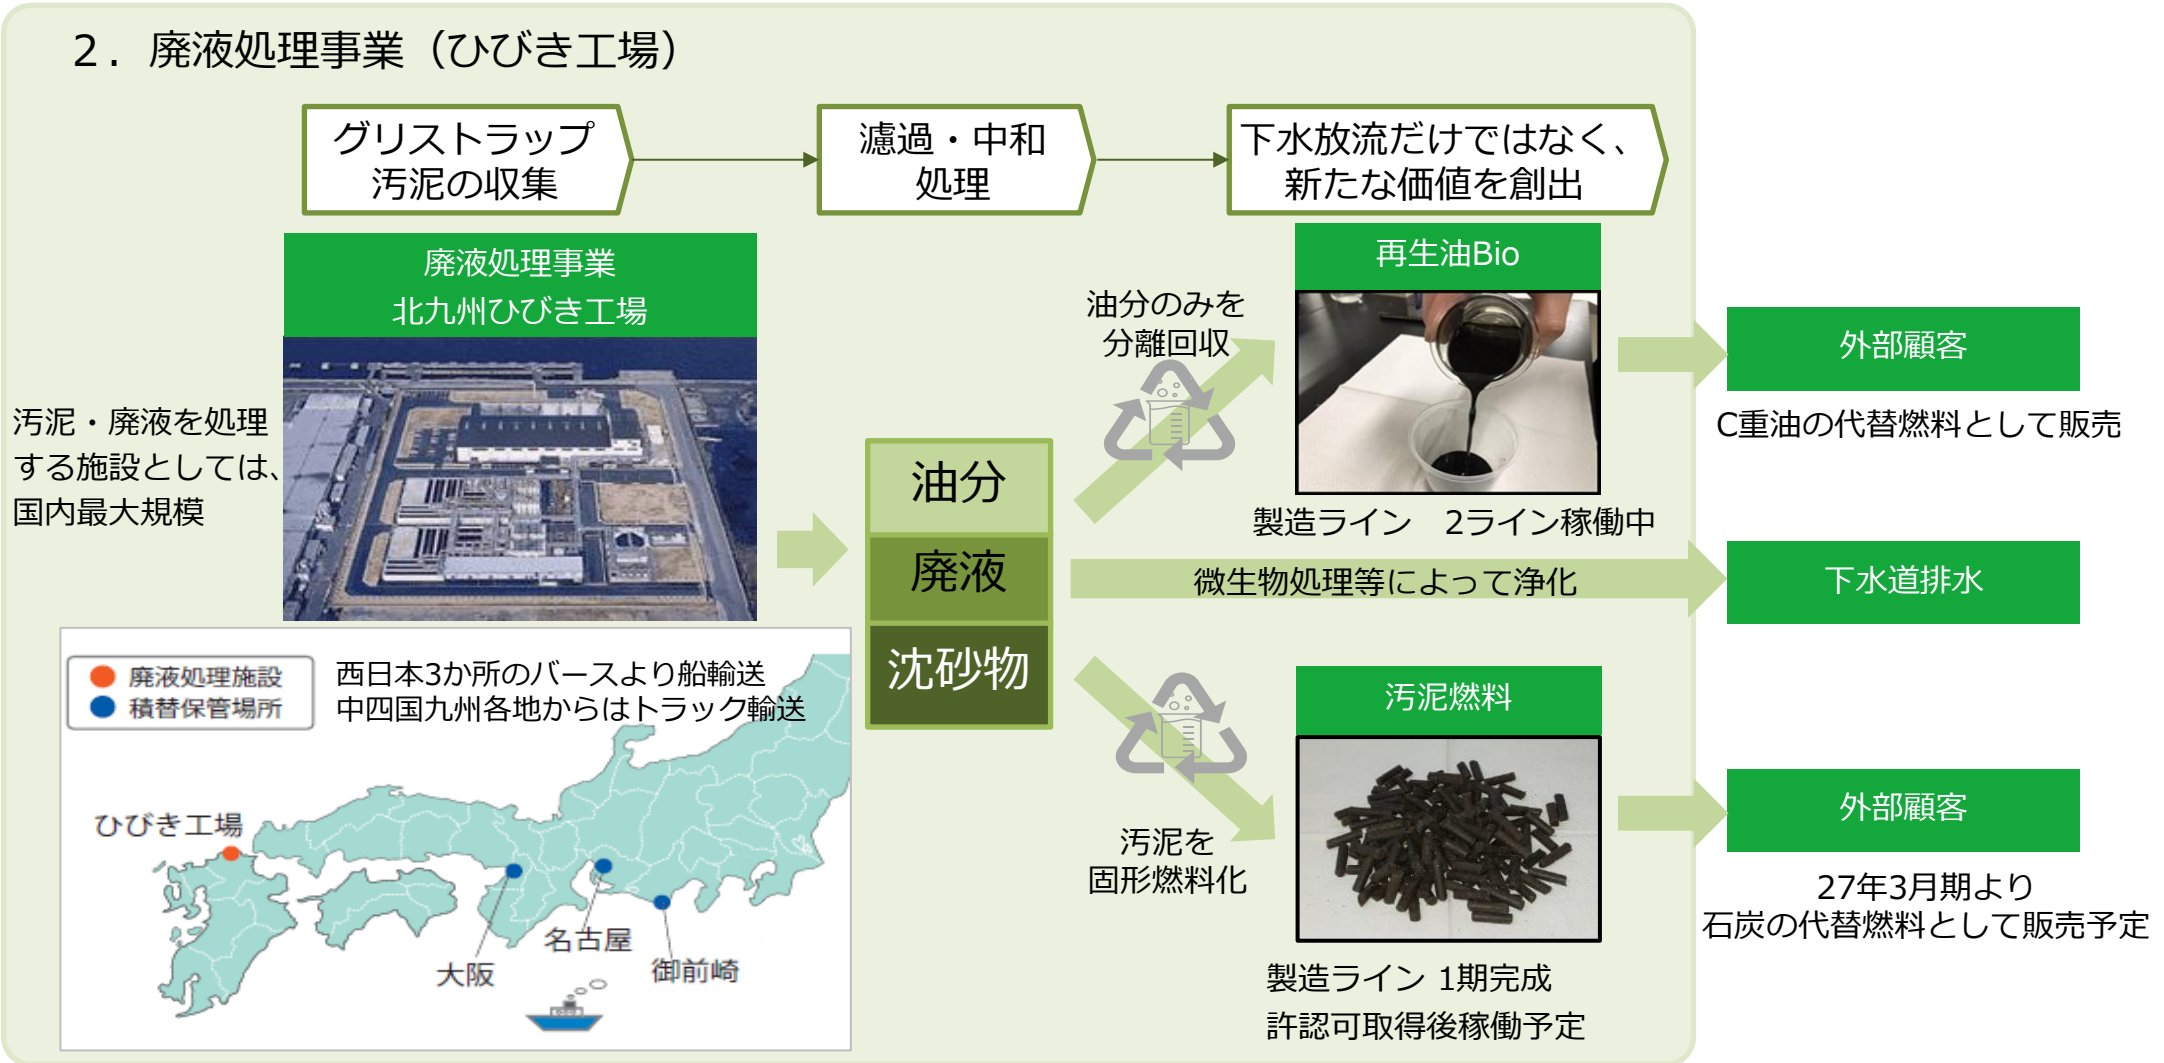 ２．廃液処理事業（ひびき工場）
グリストラップ
汚泥の収集
濾過・中和
処理
下水放流だけではなく、
新たな価値を創出
廃液処理事業
北九州ひびき工場
汚泥・廃液を処理
する施設としては、
国内最大規模
廃液処理施設
積替保管場所
西日本3か所のバースより船輸送
中四国九州各地からはトラック輸送
ひびき工場
大阪
名古屋
御前崎
油分
廃液
沈砂物
油分のみを
分離回収
再生油Bio
製造ライン　2ライン稼働中
外部顧客
C重油の代替燃料として販売
微生物処理等によって浄化
下水道排水
汚泥を
固形燃料化
汚泥燃料
製造ライン 1期完成
許認可取得後稼働予定
外部顧客
27年3月期より
石炭の代替燃料として販売予定